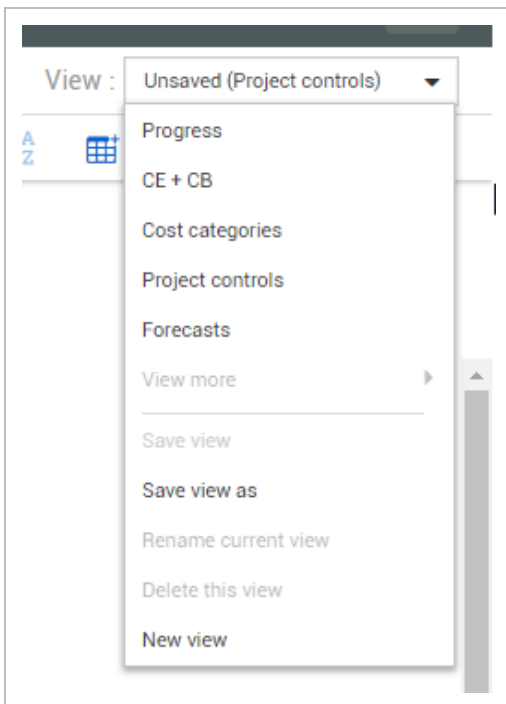 View : Unsaved (Project controls)
A
Z
Progress
CE + CB
Cost categories
Project controls
Forecasts
View more
Save view
Save view as
Rename current view
Delete this view
New view